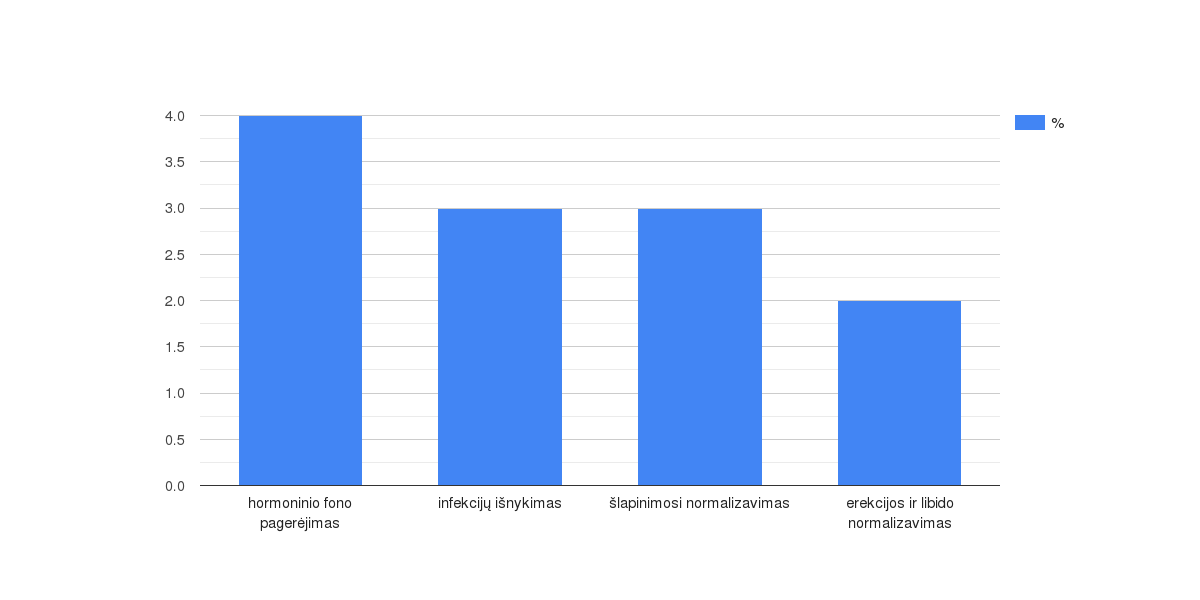 4.0
3.5
3.0
2.5
2.0
1.5
1.0
0.5
0.0
%
hormoninio fono
pagerėjimas
infekcijų išnykimas
šlapinimosi normalizavimas
erekcijos ir libido
normalizavimas